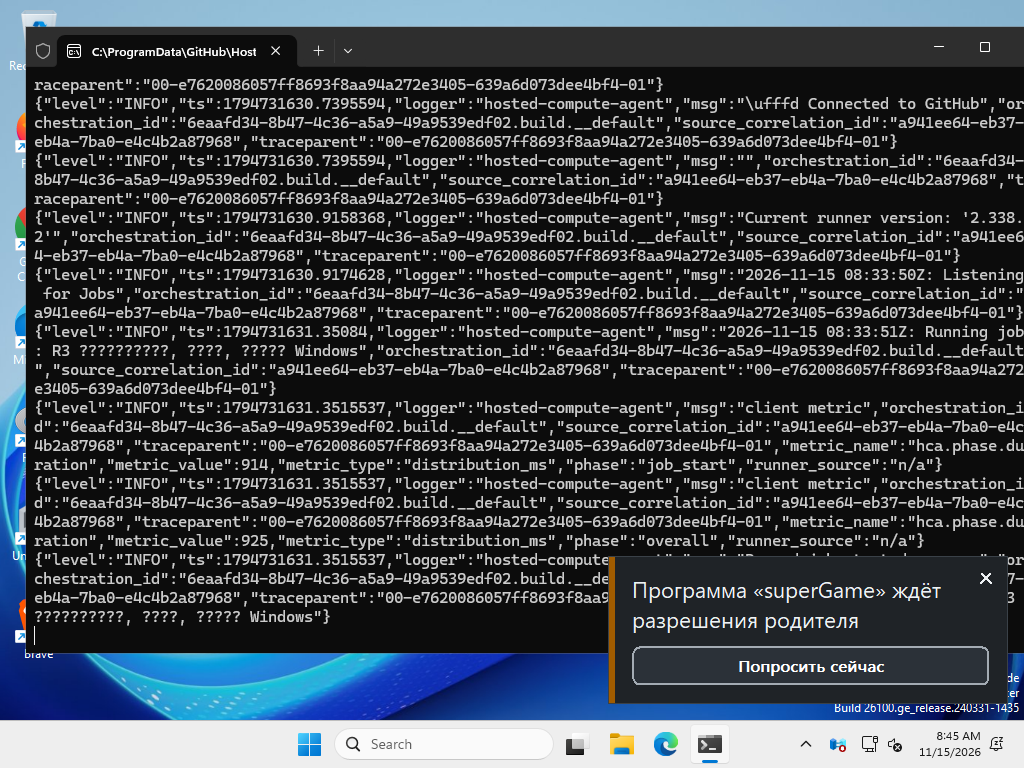 C:\ProgramData\GitHub\Host
raceparent":"00-e7620086057ff8693f8aa94a272e3405-639a6d073dee4bf4-01"}
{"level":"INFO","ts":1794731630.7395594,"logger":"hosted-compute-agent","msg":"\ufffd Connected to GitHub","or
chestration_id":"6eaafd34-8b47-4c36-a5a9-49a9539edf02.build.__default","source_correlation_id":"a941ee64-eb37-
eb4a-7ba0-e4c4b2a87968","traceparent":"00-e7620086057ff8693f8aa94a272e3405-639a6d073dee4bf4-01"}
{"level":"INFO","ts":1794731630.7395594,"logger":"hosted-compute-agent","msg":"","orchestration_id":"6eaafd34-
8b47-4c36-a5a9-49a9539edf02.build.__default","source_correlation_id":"a941ee64-eb37-eb4a-7ba0-e4c4b2a87968","t
raceparent":"00-e7620086057ff8693f8aa94a272e3405-639a6d073dee4bf4-01"}
{"level":"INFO","ts":1794731630.9158368,"logger":"hosted-compute-agent","msg":"Current runner version: '2.338.
2'","orchestration_id":"6eaafd34-8b47-4c36-a5a9-49a9539edf02.build.__default","source_correlation_id":"a941ee6
4-eb37-eb4a-7ba0-e4c4b2a87968","traceparent":"00-e7620086057ff8693f8aa94a272e3405-639a6d073dee4bf4-01"}
{"level":"INFO","ts":1794731630.9174628,"logger":"hosted-compute-agent","msg":"2026-11-15 08:33:50Z: Listening
for Jobs","orchestration_id":"6eaafd34-8b47-4c36-a5a9-49a9539edf02.build.__default","source_correlation_id":"
a941ee64-eb37-eb4a-7ba0-e4c4b2a87968","traceparent":"00-e7620086057ff8693f8aa94a272e3405-639a6d073dee4bf4-01"}
{"level":"INFO","ts":1794731631.35084,"logger":"hosted-compute-agent","msg":"2026-11-15 08:33:51Z: Running job
: R3 ??????????, ????, ????? Windows","orchestration_id":"6eaafd34-8b47-4c36-a5a9-49a9539edf02.build.__default
","source_correlation_id":"a941ee64-eb37-eb4a-7ba0-e4c4b2a87968","traceparent":"00-e7620086057ff8693f8aa94a272
e3405-639a6d073dee4bf4-01"}
{"level":"INFO","ts":1794731631.3515537,"logger":"hosted-compute-agent","msg":"client metric","orchestration_i
d":"6eaafd34-8b47-4c36-a5a9-49a9539edf02.build.__default","source_correlation_id":"a941ee64-eb37-eb4a-7ba0-e4c
4b2a87968","traceparent":"00-e7620086057ff8693f8aa94a272e3405-639a6d073dee4bf4-01","metric_name":"hca.phase.du
ration","metric_value":914,"metric_type":"distribution_ms","phase":"job_start","runner_source":"n/a"}
{"level":"INFO","ts":1794731631.3515537,"logger":"hosted-compute-agent","msg":"client metric","orchestration_i
d":"6eaafd34-8b47-4c36-a5a9-49a9539edf02.build.__default","source_correlation_id":"a941ee64-eb37-eb4a-7ba0-e4c
4b2a87968","traceparent":"00-e7620086057ff8693f8aa94a272e3405-639a6d073dee4bf4-01","metric_name":"hca.phase.du
ration","metric_value":925,"metric_type":"distribution_ms","phase":"overall","runner_source":"n/a"}
{"level":"INFO","ts":1794731631.3515537,"logger":"hosted-compute
chestration_id":"6eaafd34-8b47-4c36-a5a9-49a9539edf02.build.__de
eb4a-7ba0-e4c4b2a87968","traceparent":"00-e7620086057ff8693f8aa9
??????????, ????, ????? Windows"}
Программа «superGame» ждёт
разрешения родителя
Попросить сейчас
Brave
Build 26100.ge_release.240331-1435
Search
8:45 AM
11/15/2026